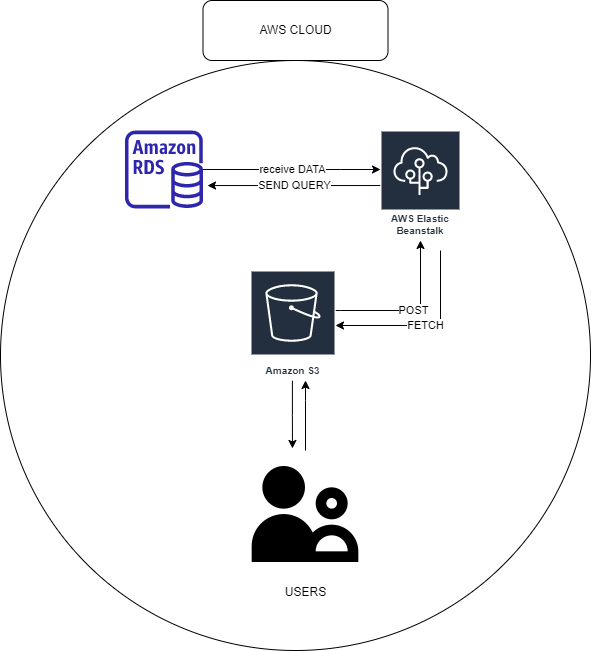 AWS CLOUD
Amazon
RDS
receive DATA
SEND QUERY
AWS Elastic
Beanstalk
POST
FETCH
Amazon S3
USERS